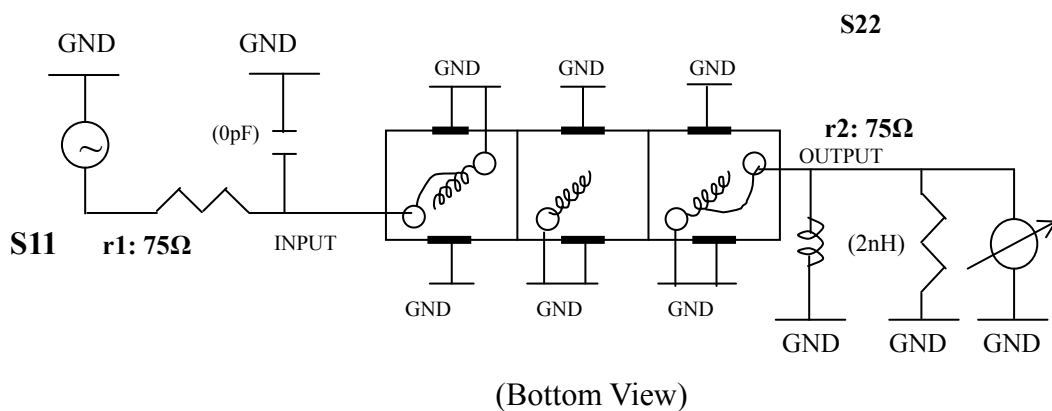 S22
GND
GND
GND
GND
GND
(0pF)
r2: 75Ω
OUTPUT
S11
r1: 75Ω
INPUT
(2nH)
GND
GND
GND
GND
GND
GND
(Bottom View)